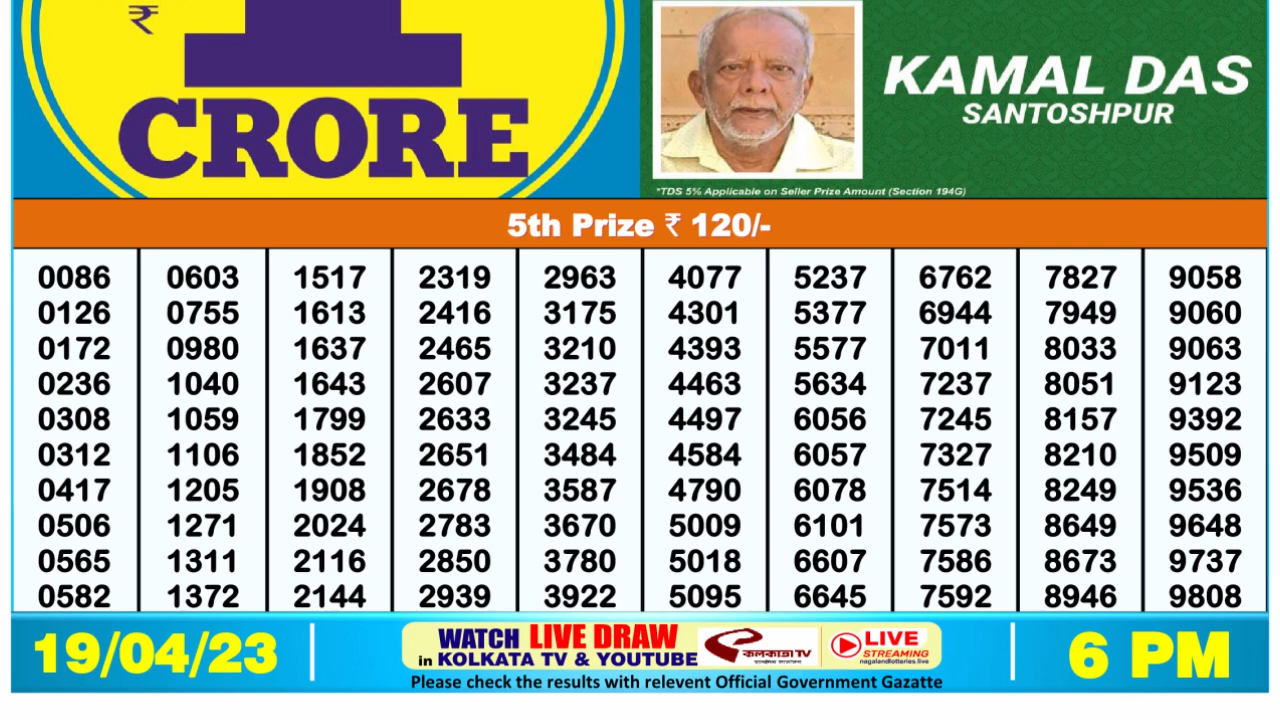 ₹ 1
CRORE
KAMAL DAS
SANTOSHPUR
*TDS 5% Applicable on Seller Prize Amount (Section 194G)
5th Prize ₹ 120/-
0086 0603 1517 2319 2963 4077 5237 6762 7827 9058
0126 0755 1613 2416 3175 4301 5377 6944 7949 9060
0172 0980 1637 2465 3210 4393 5577 7011 8033 9063
0236 1040 1643 2607 3237 4463 5634 7237 8051 9123
0308 1059 1799 2633 3245 4497 6056 7245 8157 9392
0312 1106 1852 2651 3484 4584 6057 7327 8210 9509
0417 1205 1908 2678 3587 4790 6078 7514 8249 9536
0506 1271 2024 2783 3670 5009 6101 7573 8649 9648
0565 1311 2116 2850 3780 5018 6607 7586 8673 9737
0582 1372 2144 2939 3922 5095 6645 7592 8946 9808
19/04/23
WATCH LIVE DRAW
in KOLKATA TV & YOUTUBE
কলকাতা TV
LIVE
STREAMING
nagalandlotteries.live
Please check the results with relevent Official Government Gazatte
6 PM